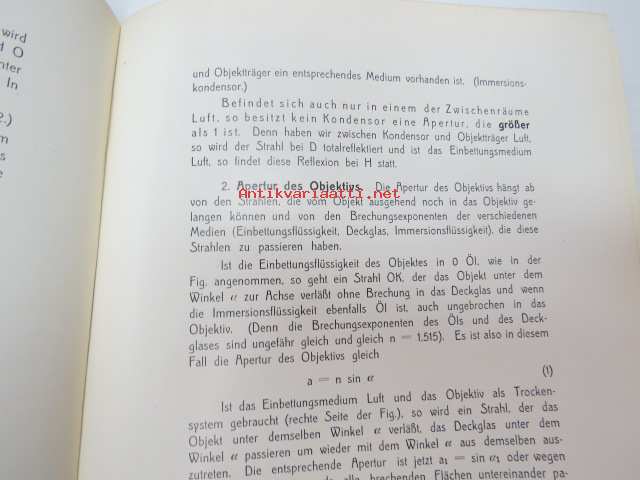 wird
d O
nter
In
2.)
m
s
e
und Objektträger ein entsprechendes Medium vorhanden ist. (Immersions-
kondensor.)
Befindet sich auch nur in einem der Zwischenräume
Luft, so besitzt kein Kondensor eine Apertur, die größer
als 1 ist. Denn haben wir zwischen Kondensor und Objektträger Luft,
so wird der Strahl bei D totalreflektiert und ist das Einbettungsmedium
Luft, so findet diese Reflexion bei H statt.
2. Apertur des Objektivs. Die Apertur des Objektivs hängt ab
Antikvariaatti.net
von den Strahlen, die vom Objekt ausgehend noch in das Objektiv ge-
langen können und von den Brechungsexponenten der verschiedenen
Medien (Einbettungsflüssigkeit, Deckglas, Immersionsflüssigkeit), die diese
Strahlen zu passieren haben.
Ist die Einbettungsflüssigkeit des Objektes in O Öl, wie in der
Fig. angenommen, so geht ein Strahl OK, der das Objekt unter dem
Winkel α zur Achse verläßt ohne Brechung in das Deckglas und wenn
die Immersionsflüssigkeit ebenfalls Öl ist, auch ungebrochen in das
Objektiv. (Denn die Brechungsexponenten des Öls und des Deck-
glases sind ungefähr gleich und gleich n = 1.515). Es ist also in diesem
Fall die Apertur des Objektivs gleich
a = n sin α (1)
Ist das Einbettungsmedium Luft und das Objektiv als Trocken-
system gebraucht (rechte Seite der Fig.), so wird ein Strahl, der das
Objekt unter demselben Winkel α verläßt, das Deckglas unter dem
Winkel α passieren um wieder mit dem Winkel α aus demselben aus-
zutreten. Die entsprechende Apertur ist jetzt a₁ = sin α₁ oder wegen
alle brechenden Flächen untereinander pa-